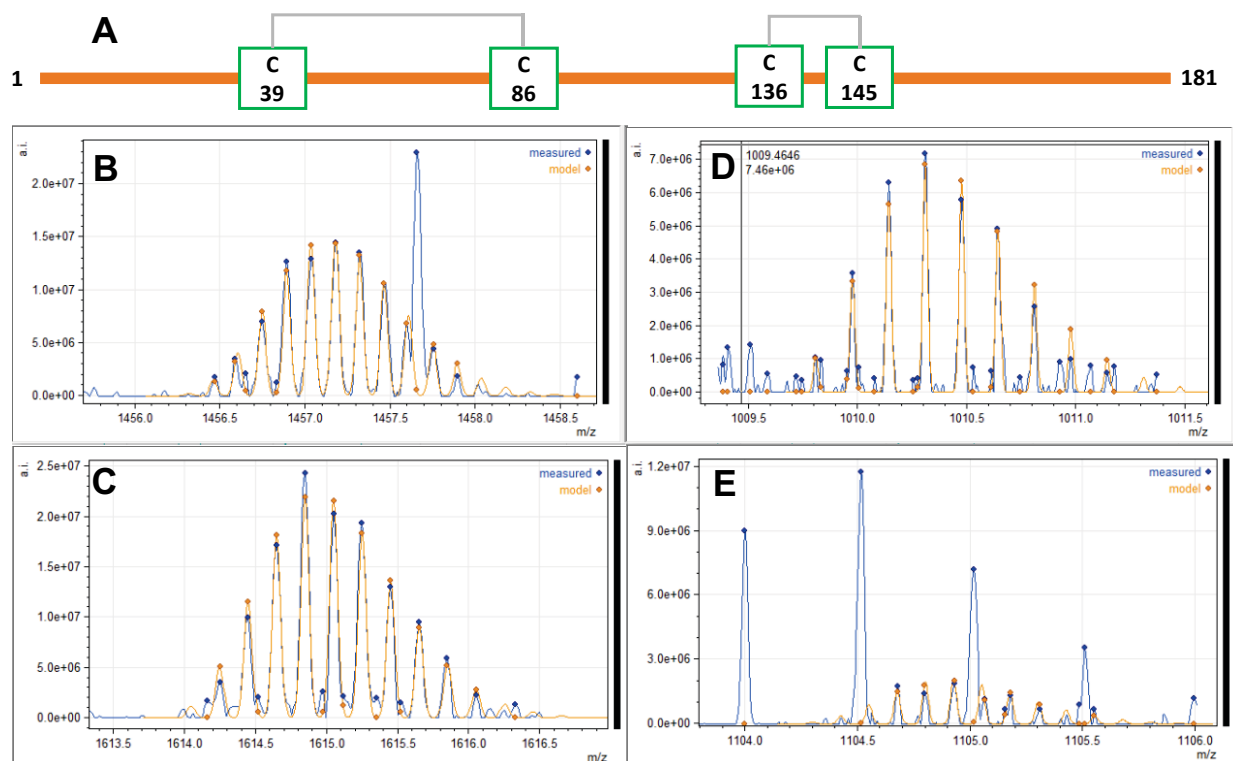 A
1
C
39
C
86
C
136
C
145
181
B
a.i.
measured
model
2.0e+07
1.5e+07
1.0e+07
5.0e+06
0.0e+00
1456.0
1456.5
1457.0
1457.5
1458.0
1458.5
m/z
D
a.i.
1009.4646
7.46e+06
measured
model
7.0e+06
6.0e+06
5.0e+06
4.0e+06
3.0e+06
2.0e+06
1.0e+06
0.0e+00
1009.5
1010.0
1010.5
1011.0
1011.5
m/z
C
a.i.
measured
model
2.5e+07
2.0e+07
1.5e+07
1.0e+07
5.0e+06
0.0e+00
1613.5
1614.0
1614.5
1615.0
1615.5
1616.0
1616.5
m/z
E
a.i.
measured
model
1.2e+07
9.0e+06
6.0e+06
3.0e+06
0.0e+00
1104.0
1104.5
1105.0
1105.5
1106.0
m/z